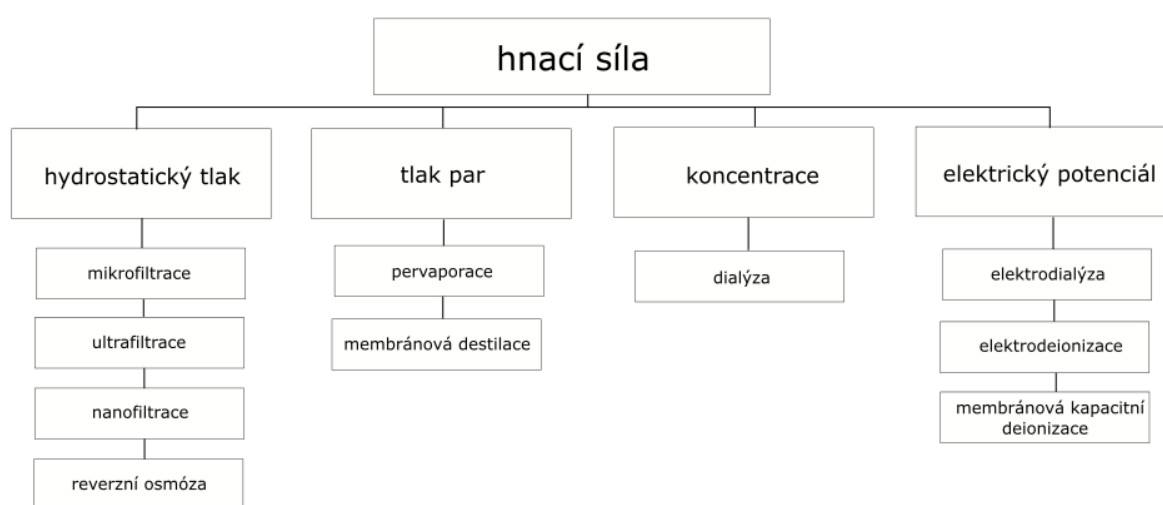 hnací síla
hydrostatický tlak
tlak par
koncentrace
elektrický potenciál
mikrofiltrace
ultrafiltrace
nanofiltrace
reverzní osmóza
pervaporace
membránová destilace
dialýza
elektrodialýza
elektrodeionizace
membránová kapacitní
deionizace